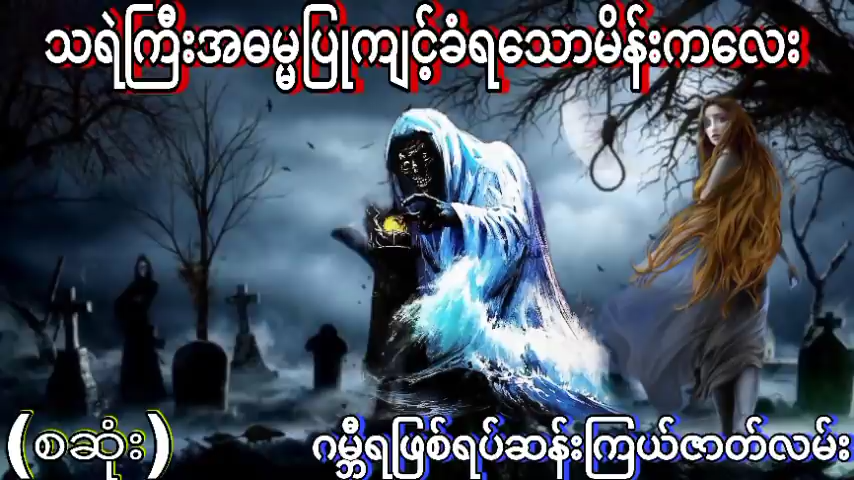 သရဲကြီးအဓမ္မပြုကျင့်ခံရသောမိန်းကလေး
(စဆုံး)
ဂမ္ဘီရဖြစ်ရပ်ဆန်းကြယ်ဇာတ်လမ်း